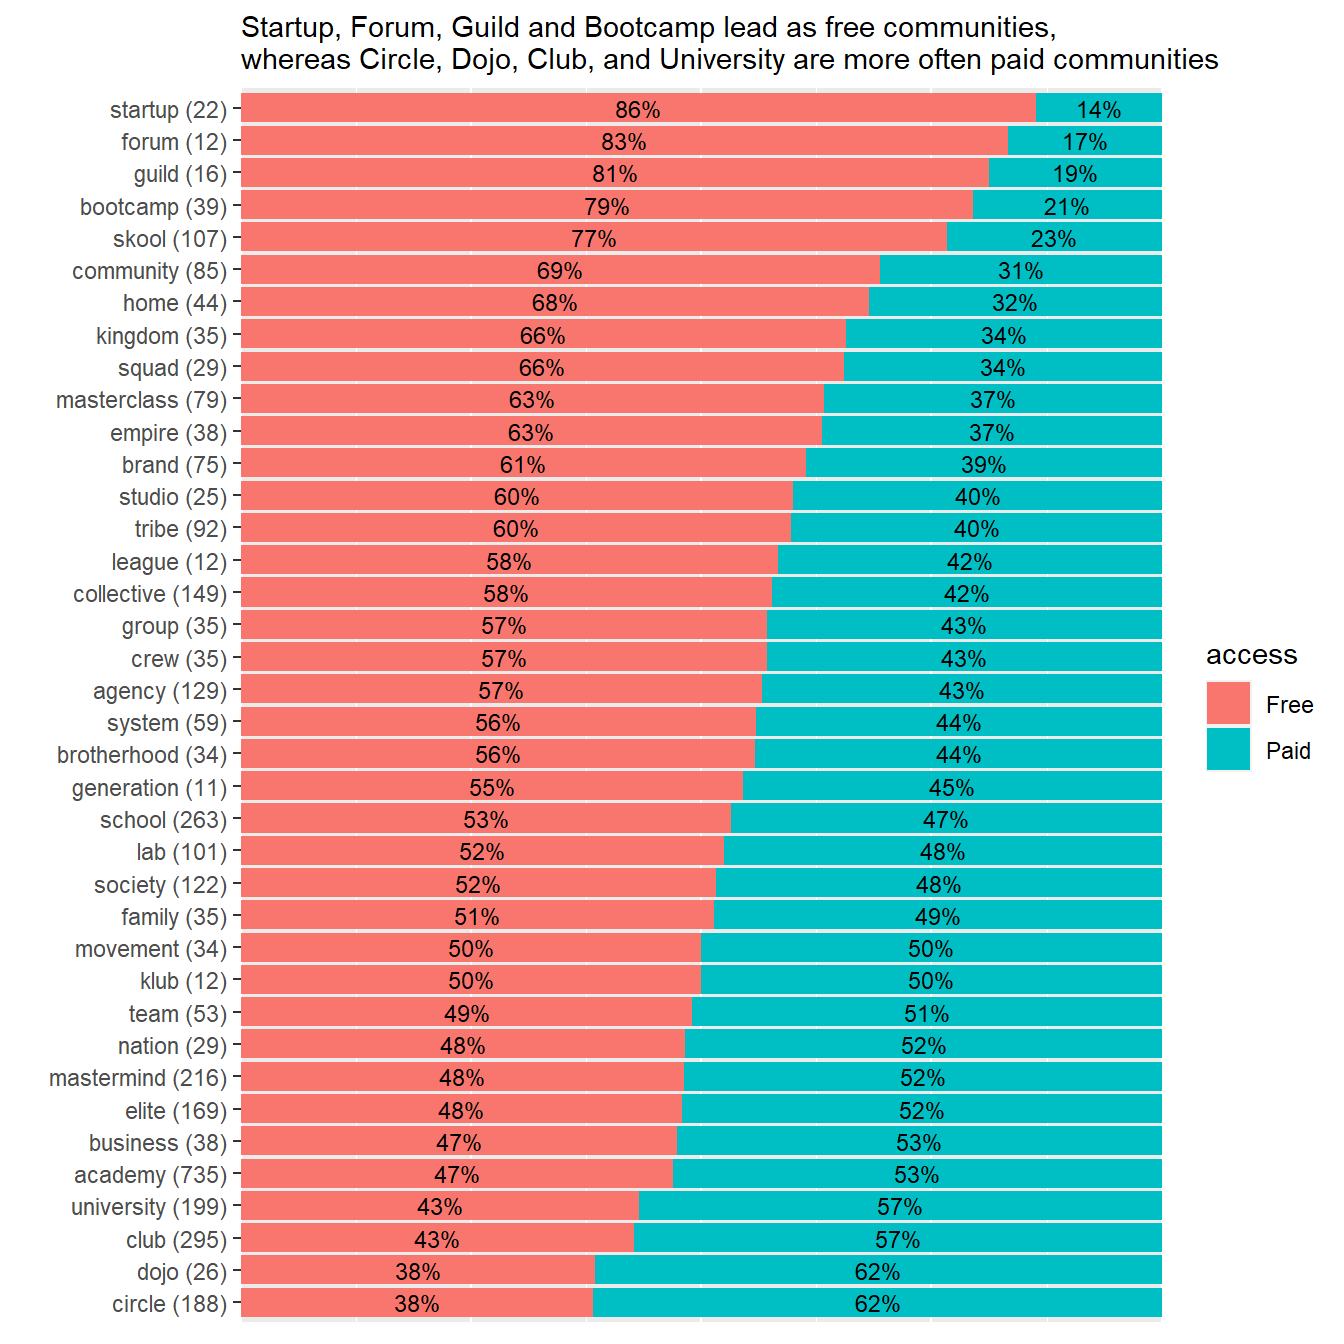 Startup, Forum, Guild and Bootcamp lead as free communities,
whereas Circle, Dojo, Club, and University are more often paid communities
startup (22) 86% 14%
forum (12) 83% 17%
guild (16) 81% 19%
bootcamp (39) 79% 21%
skool (107) 77% 23%
community (85) 69% 31%
home (44) 68% 32%
kingdom (35) 66% 34%
squad (29) 66% 34%
masterclass (79) 63% 37%
empire (38) 63% 37%
brand (75) 61% 39%
studio (25) 60% 40%
tribe (92) 60% 40%
league (12) 58% 42%
collective (149) 58% 42%
group (35) 57% 43%
crew (35) 57% 43%
agency (129) 57% 43%
system (59) 56% 44%
brotherhood (34) 56% 44%
generation (11) 55% 45%
school (263) 53% 47%
lab (101) 52% 48%
society (122) 52% 48%
family (35) 51% 49%
movement (34) 50% 50%
klub (12) 50% 50%
team (53) 49% 51%
nation (29) 48% 52%
mastermind (216) 48% 52%
elite (169) 48% 52%
business (38) 47% 53%
academy (735) 47% 53%
university (199) 43% 57%
club (295) 43% 57%
dojo (26) 38% 62%
circle (188) 38% 62%
access
Free
Paid